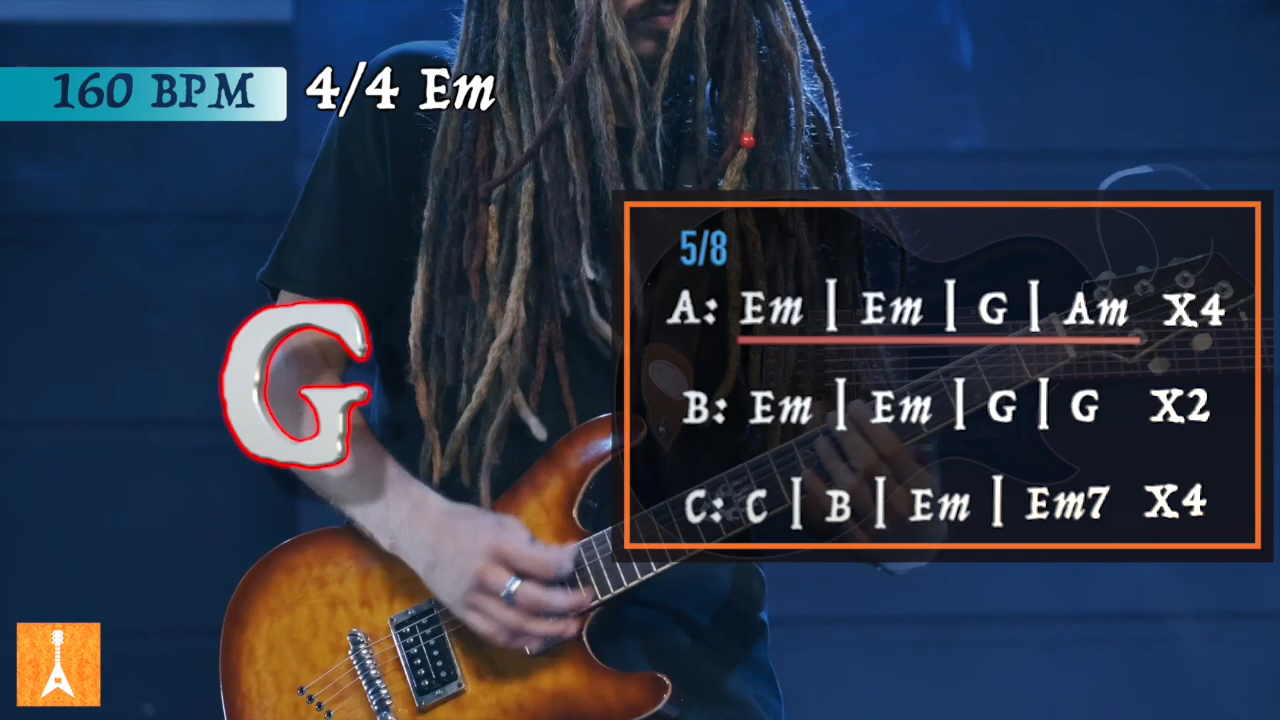 160 BPM 4/4 Em
5/8
A: Em | Em | G | Am X4
G
B: Em | Em | G | G X2
C: C | B | Em | Em7 X4